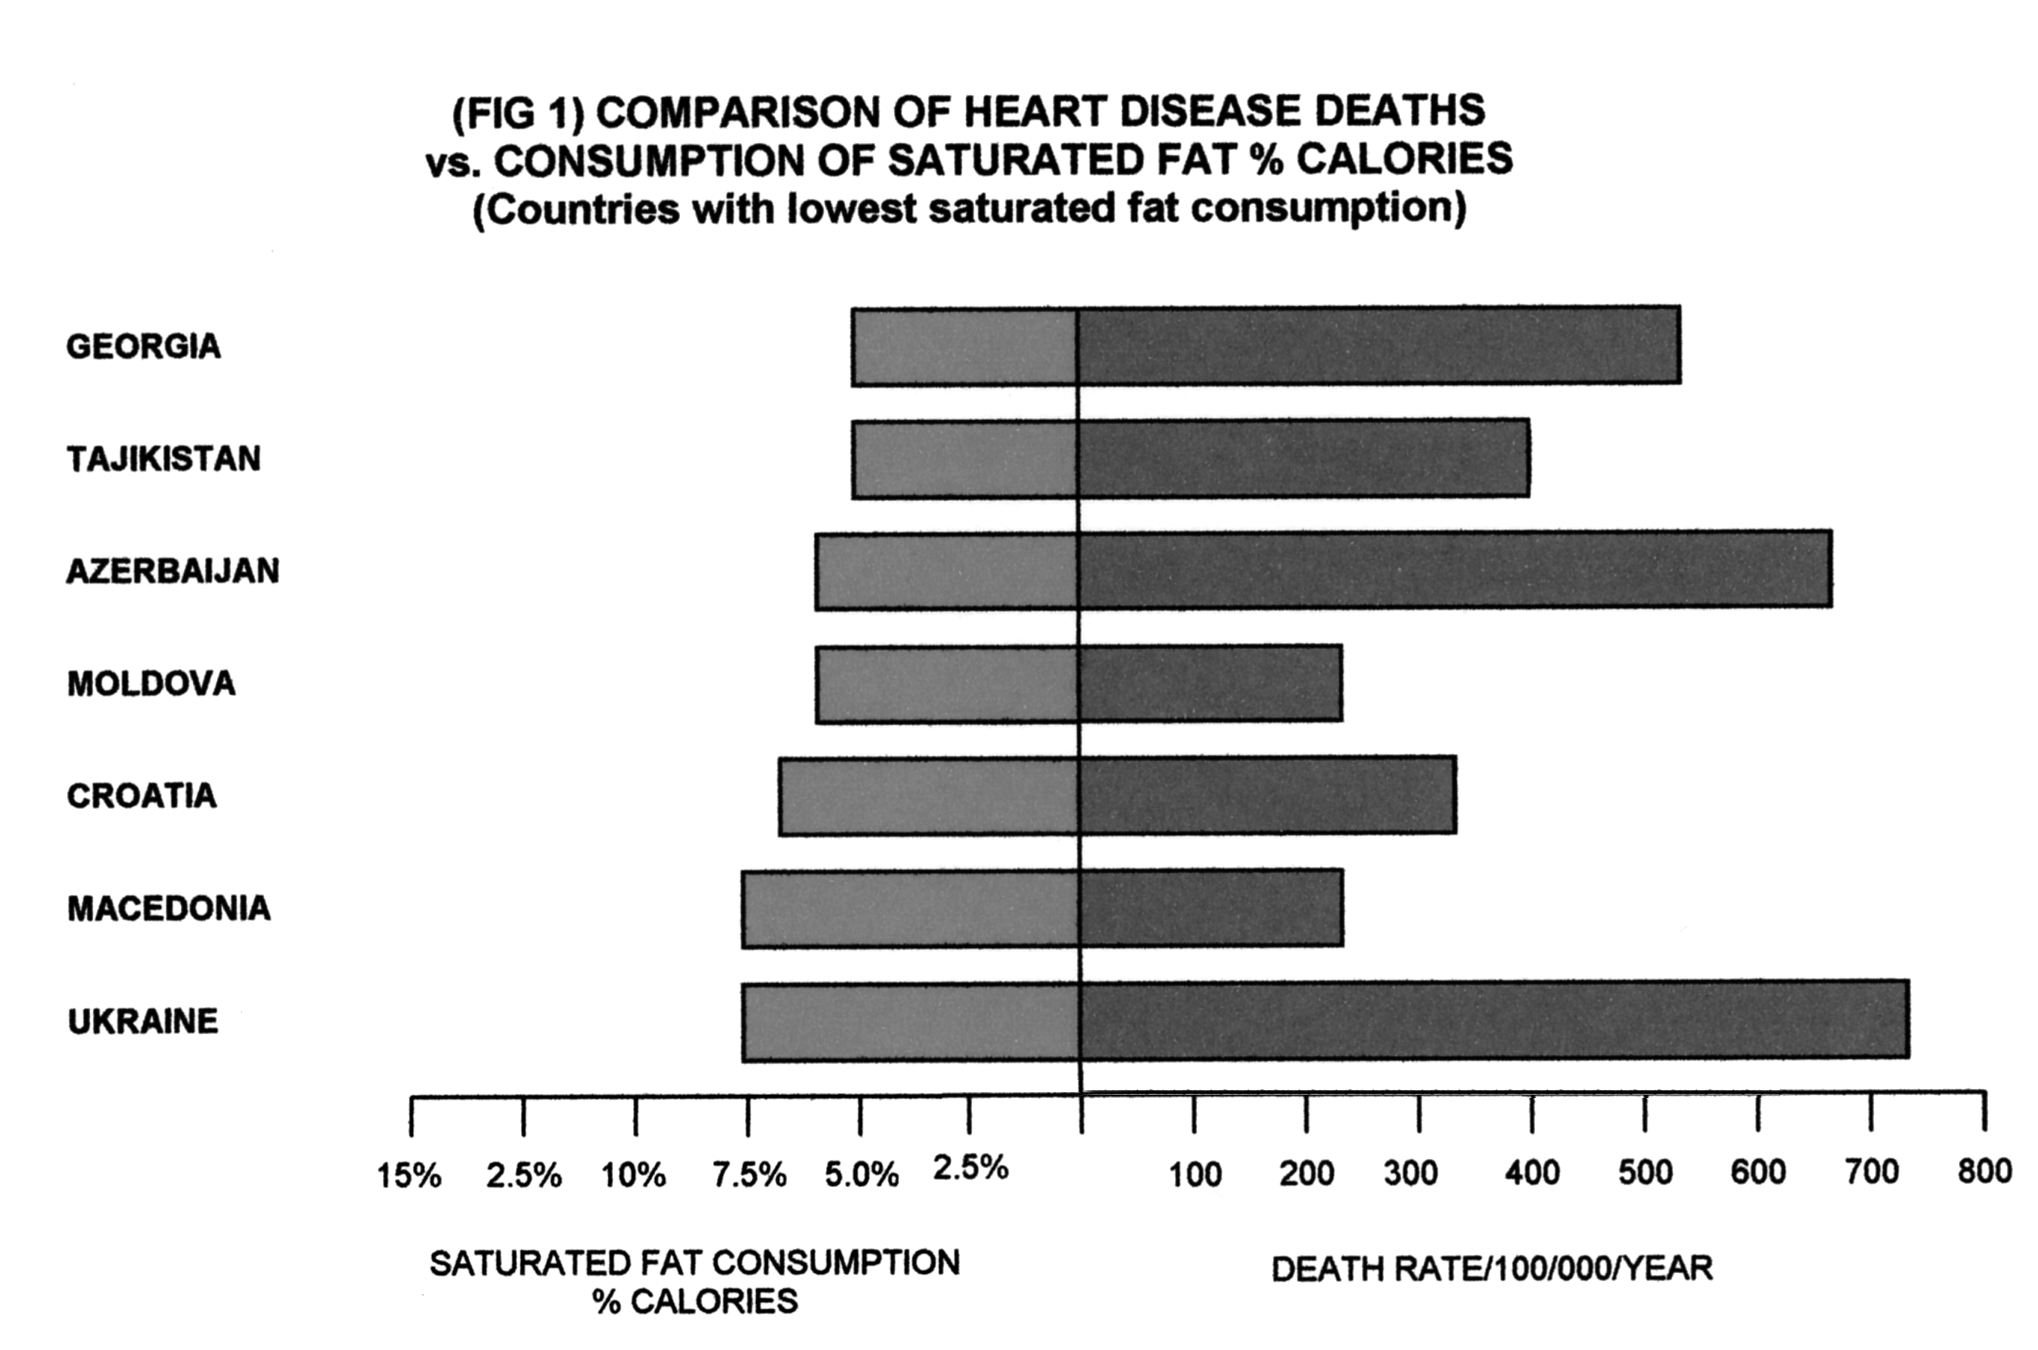 (FIG 1) COMPARISON OF HEART DISEASE DEATHS
vs. CONSUMPTION OF SATURATED FAT % CALORIES
(Countries with lowest saturated fat consumption)
GEORGIA
TAJIKISTAN
AZERBAIJAN
MOLDOVA
CROATIA
MACEDONIA
UKRAINE
15% 2.5% 10% 7.5% 5.0% 2.5% 100 200 300 400 500 600 700 800
SATURATED FAT CONSUMPTION
% CALORIES
DEATH RATE/100/000/YEAR